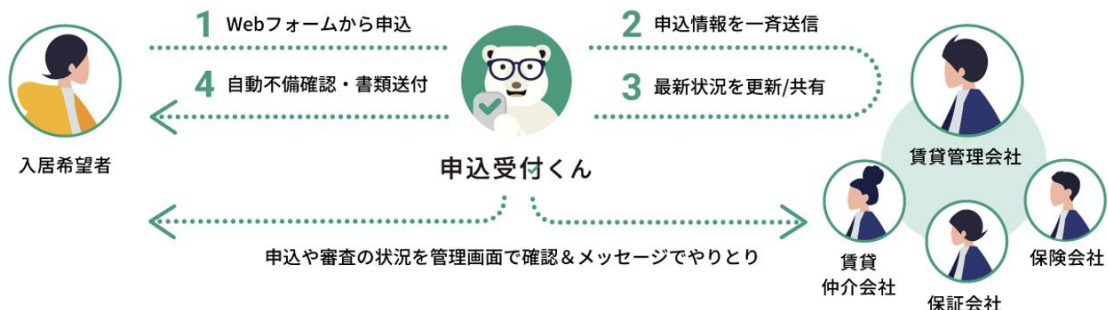 1 Webフォームから申込
2 申込情報を一斉送信
4 自動不備確認・書類送付
3 最新状況を更新/共有
入居希望者
申込受付くん
賃貸管理会社
申込や審査の状況を管理画面で確認＆メッセージでやりとり
賃貸
仲介会社
保証会社
保険会社